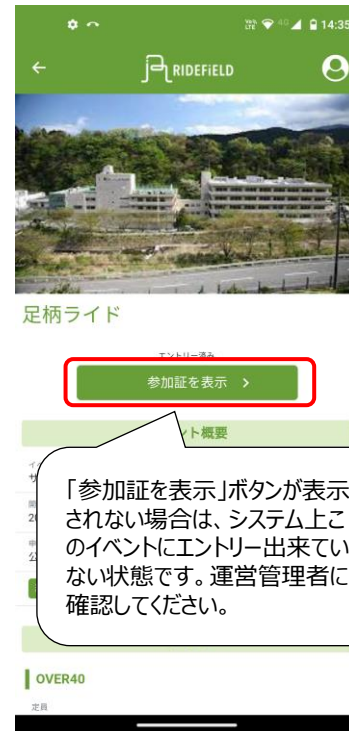 14:35
RIDEFIELD
足柄ライド
エントリー済み
参加証を表示 >
ント概要
「参加証を表示」ボタンが表示
されない場合は、システム上こ
のイベントにエントリー出来てい
ない状態です。運営管理者に
確認してください。
OVER40
定員